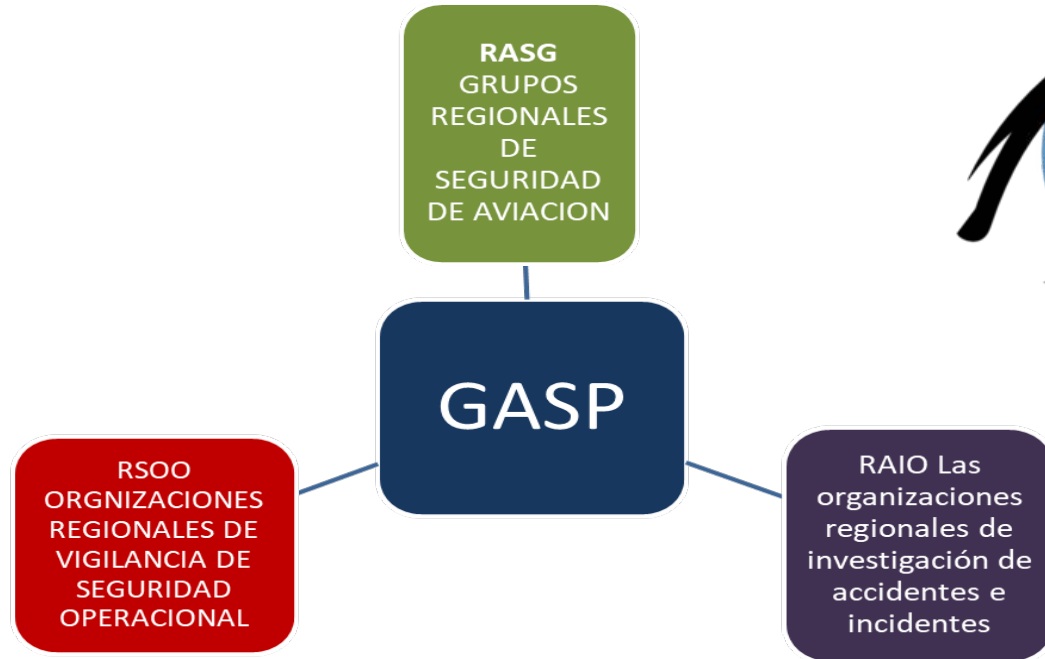 RASG
GRUPOS
REGIONALES
DE
SEGURIDAD
DE AVIACION
GASP
RSOO
ORGNIZACIONES
REGIONALES DE
VIGILANCIA DE
SEGURIDAD
OPERACIONAL
RAIO Las
organizaciones
regionales de
investigación de
accidentes e
incidentes